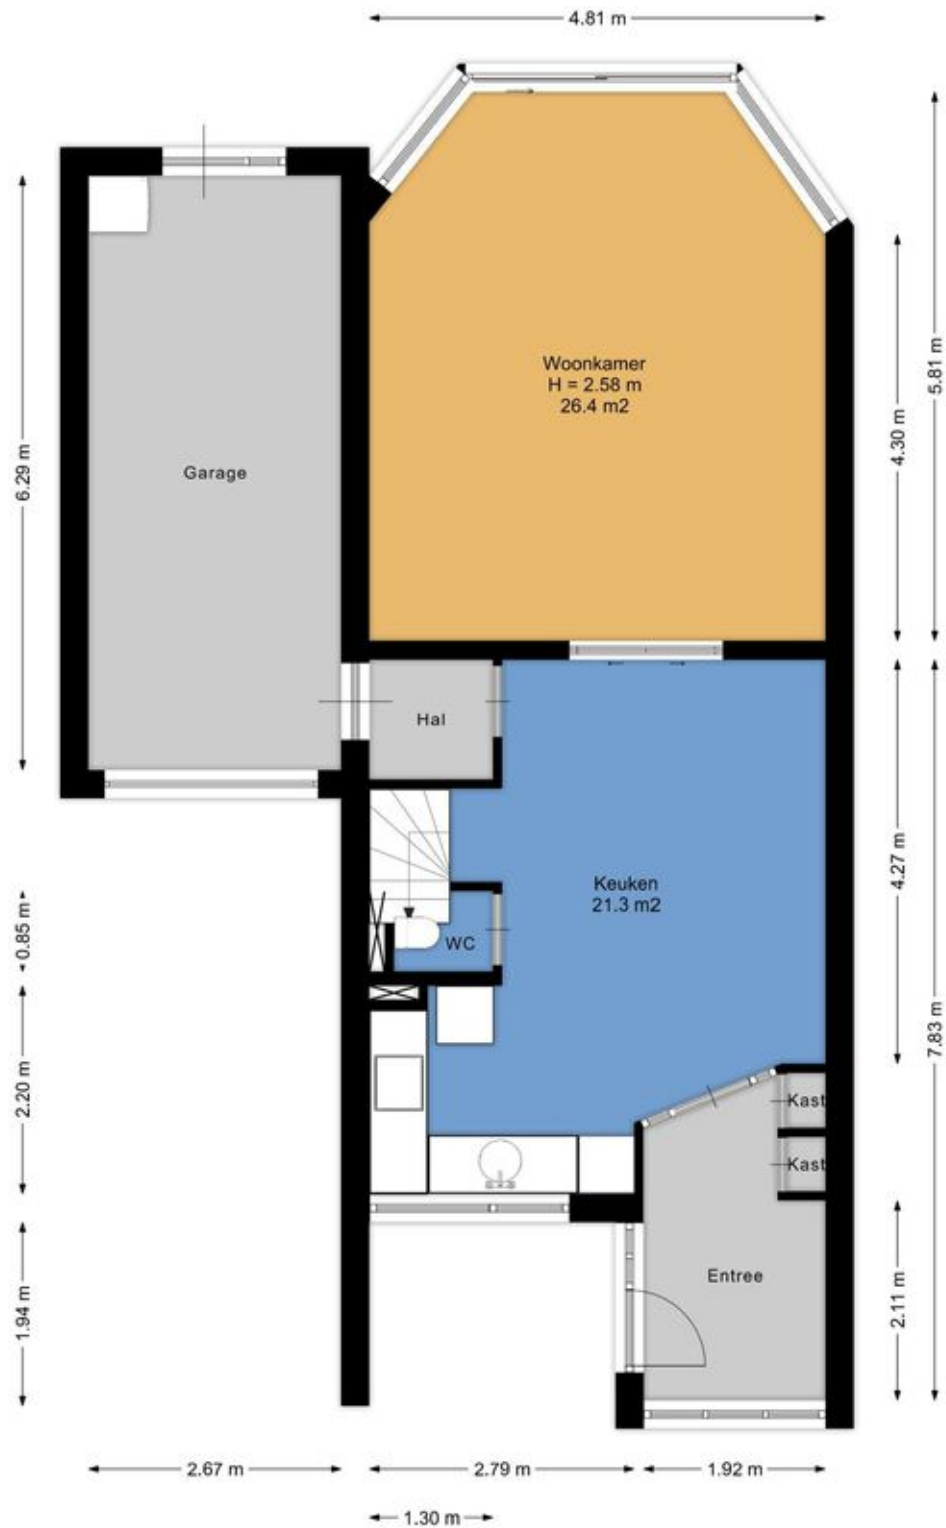 4.81 m
5.81 m
Woonkamer
H = 2.58 m
26.4 m2
4.30 m
6.29 m
Garage
Hal
4.27 m
Keuken
21.3 m2
0.85 m
WC
7.83 m
2.20 m
Kast
Kast
Entree
2.11 m
1.94 m
2.67 m
2.79 m
1.92 m
1.30 m